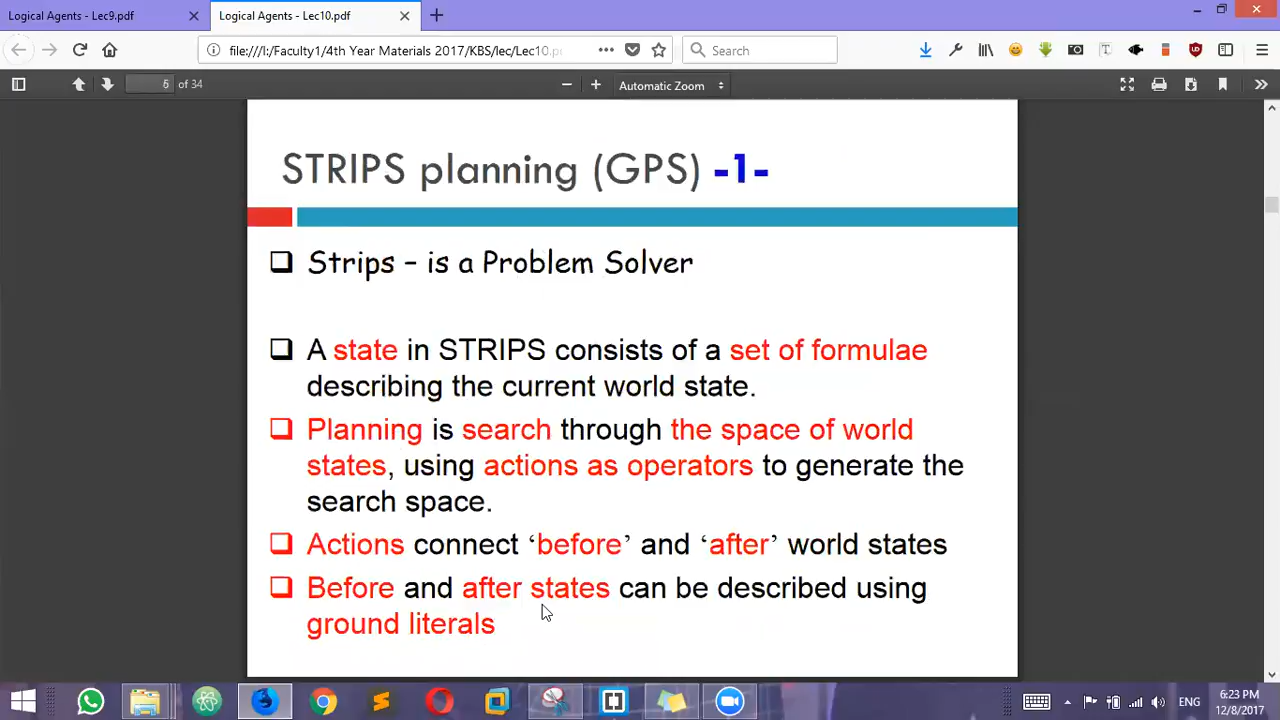 Logical Agents - Lec9.pdf
Logical Agents - Lec10.pdf
file:///I:/Faculty1/4th Year Materials 2017/KBS/lec/Lec10.p
Search
6 of 34
Automatic Zoom
STRIPS planning (GPS) -1-
Strips – is a Problem Solver
A state in STRIPS consists of a set of formulae
describing the current world state.
Planning is search through the space of world
states, using actions as operators to generate the
search space.
Actions connect ‘before’ and ‘after’ world states
Before and after states can be described using
ground literals
ENG
6:23 PM
12/8/2017